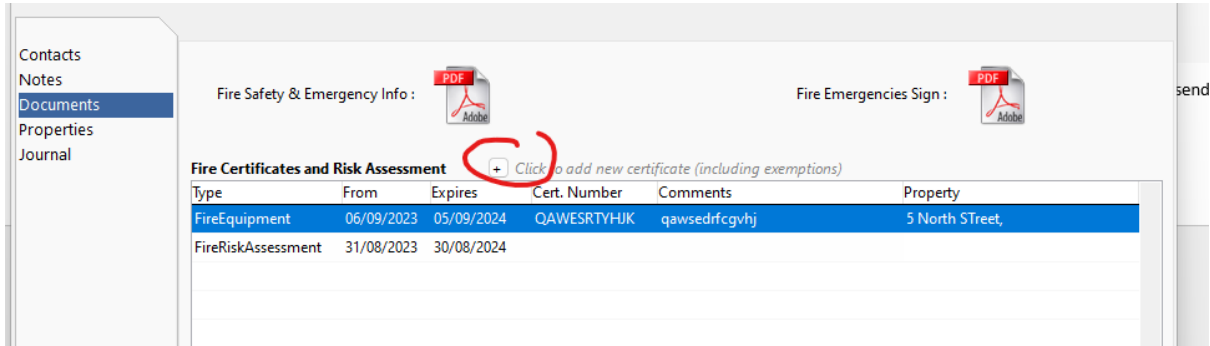 Contacts
Notes
Documents
Properties
Journal
send
Fire Safety & Emergency Info :
PDF
Adobe
Fire Emergencies Sign :
PDF
Adobe
Fire Certificates and Risk Assessment + Click to add new certificate (including exemptions)
Type From Expires Cert. Number Comments Property
FireEquipment 06/09/2023 05/09/2024 QAWESRTYHJK qawsedrfcgvhj 5 North STreet,
FireRiskAssessment 31/08/2023 30/08/2024